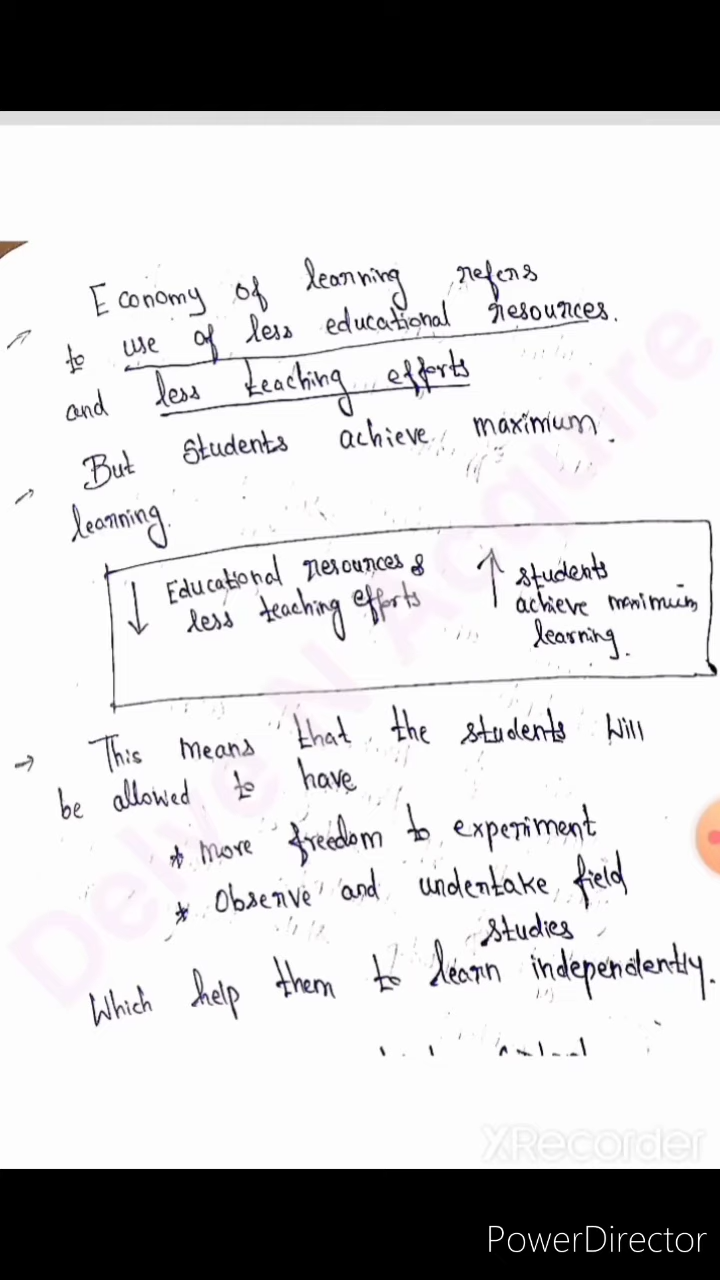 Economy of learning refers
→ to use of less educational resources.
and less teaching efforts
→ But students achieve maximum
learning.
↓ Educational resources & less teaching efforts
↑ students achieve maximum learning.
→ This means that the students will
be allowed to have
* more freedom to experiment
* Observe and undertake field
studies
Which help them to learn independently.
Delve N Acquire
XRecorder
PowerDirector